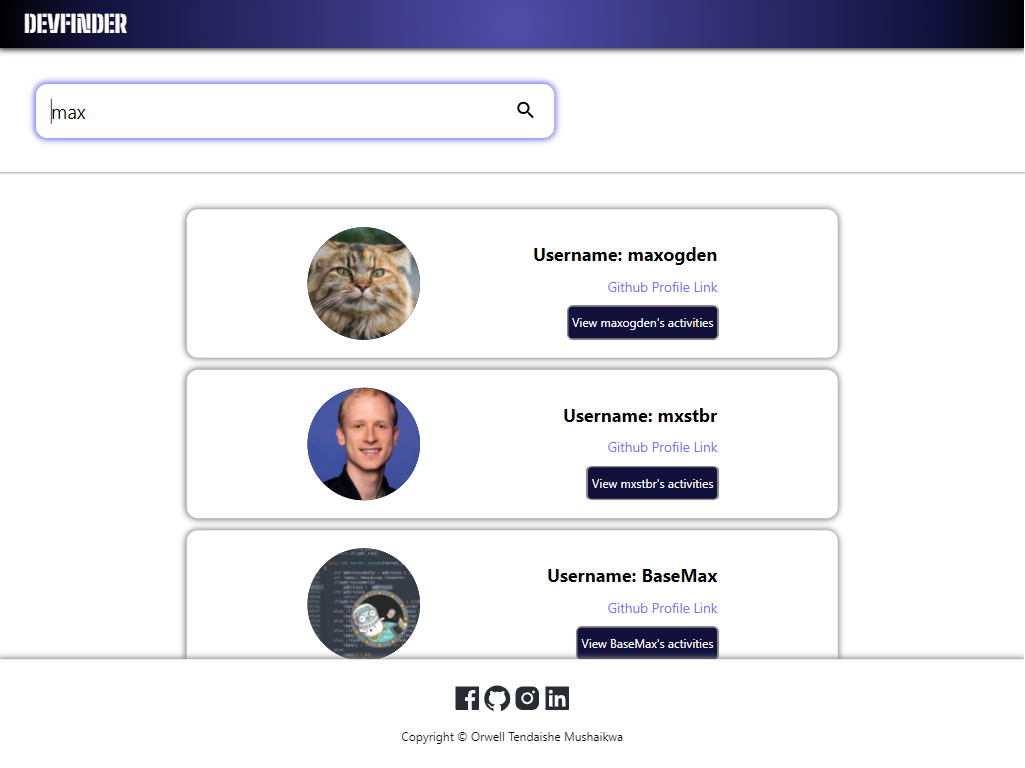 DEVFINDER
max
Username: maxogden
Github Profile Link
View maxogden's activities
Username: mxstbr
Github Profile Link
View mxstbr's activities
Username: BaseMax
Github Profile Link
View BaseMax's activities
Copyright © Orwell Tendaishe Mushaikwa